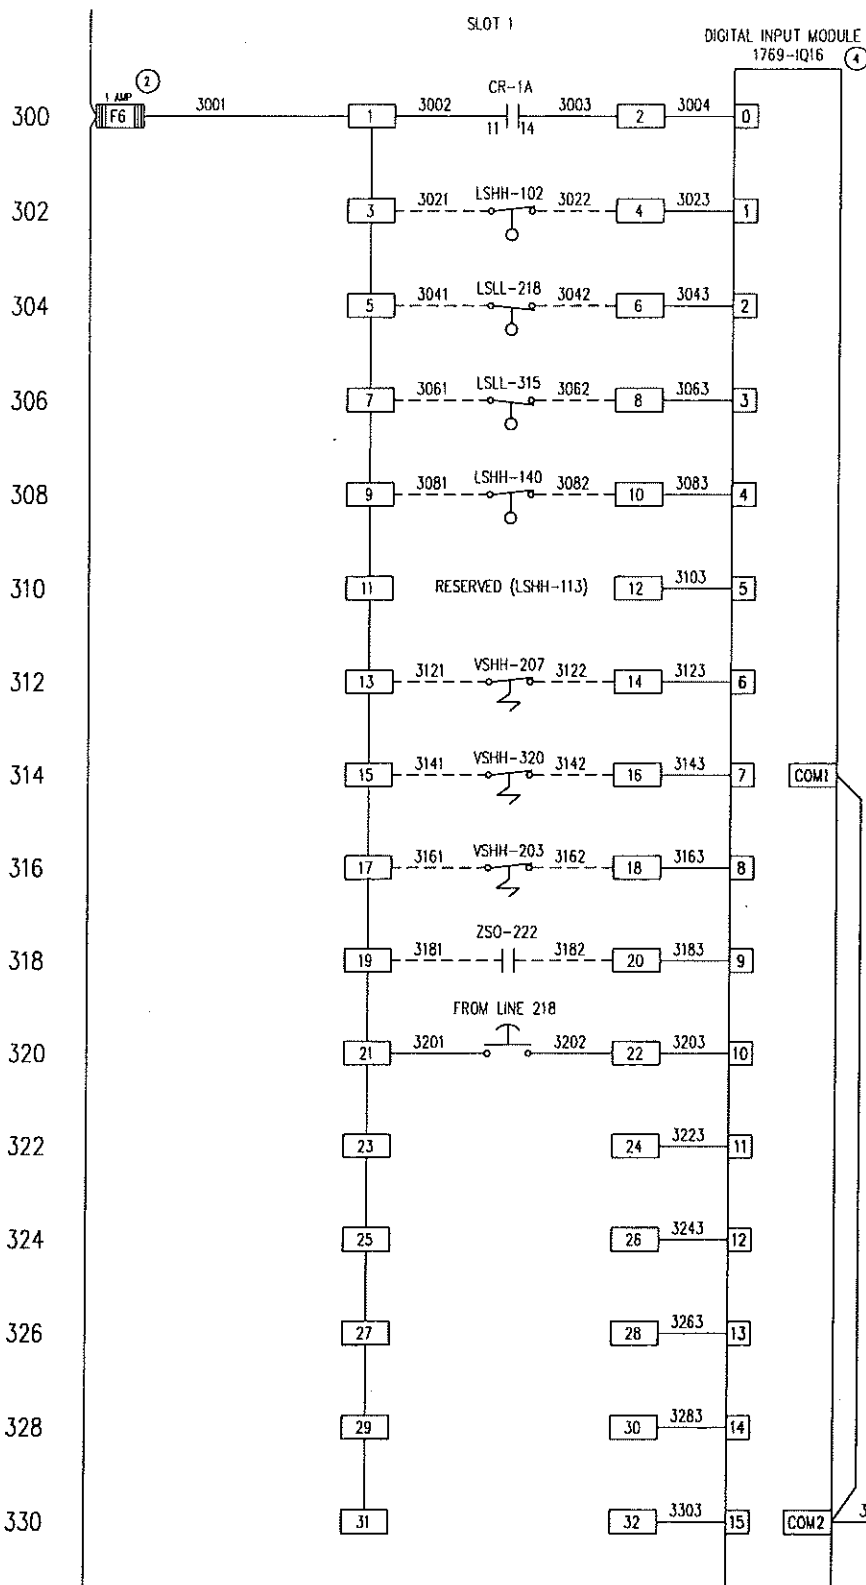 SLOT 1
DIGITAL INPUT MODULE
1769-IQ16
4
2
1 AMP
CR-1A
300 F6 3001 1 3002 11 14 3003 2 3004 0
LSHH-102
302 3 3021 3022 4 3023 1
LSLL-218
304 5 3041 3042 6 3043 2
LSLL-315
306 7 3061 3062 8 3063 3
LSHH-140
308 9 3081 3082 10 3083 4
310 11 RESERVED (LSHH-113) 12 3103 5
VSHH-207
312 13 3121 3122 14 3123 6
VSHH-320
314 15 3141 3142 16 3143 7 COM1
VSHH-203
316 17 3161 3162 18 3163 8
ZSO-222
318 19 3181 3182 20 3183 9
FROM LINE 218
320 21 3201 3202 22 3203 10
322 23 24 3223 11
324 25 26 3243 12
326 27 28 3263 13
328 29 30 3283 14
330 31 32 3303 15 COM2 3